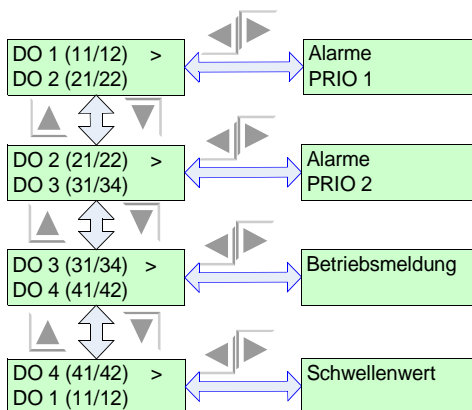 DO 1 (11/12) >
DO 2 (21/22)
Alarme
PRIO 1
DO 2 (21/22) >
DO 3 (31/34)
Alarme
PRIO 2
DO 3 (31/34) >
DO 4 (41/42)
Betriebsmeldung
DO 4 (41/42) >
DO 1 (11/12)
Schwellenwert